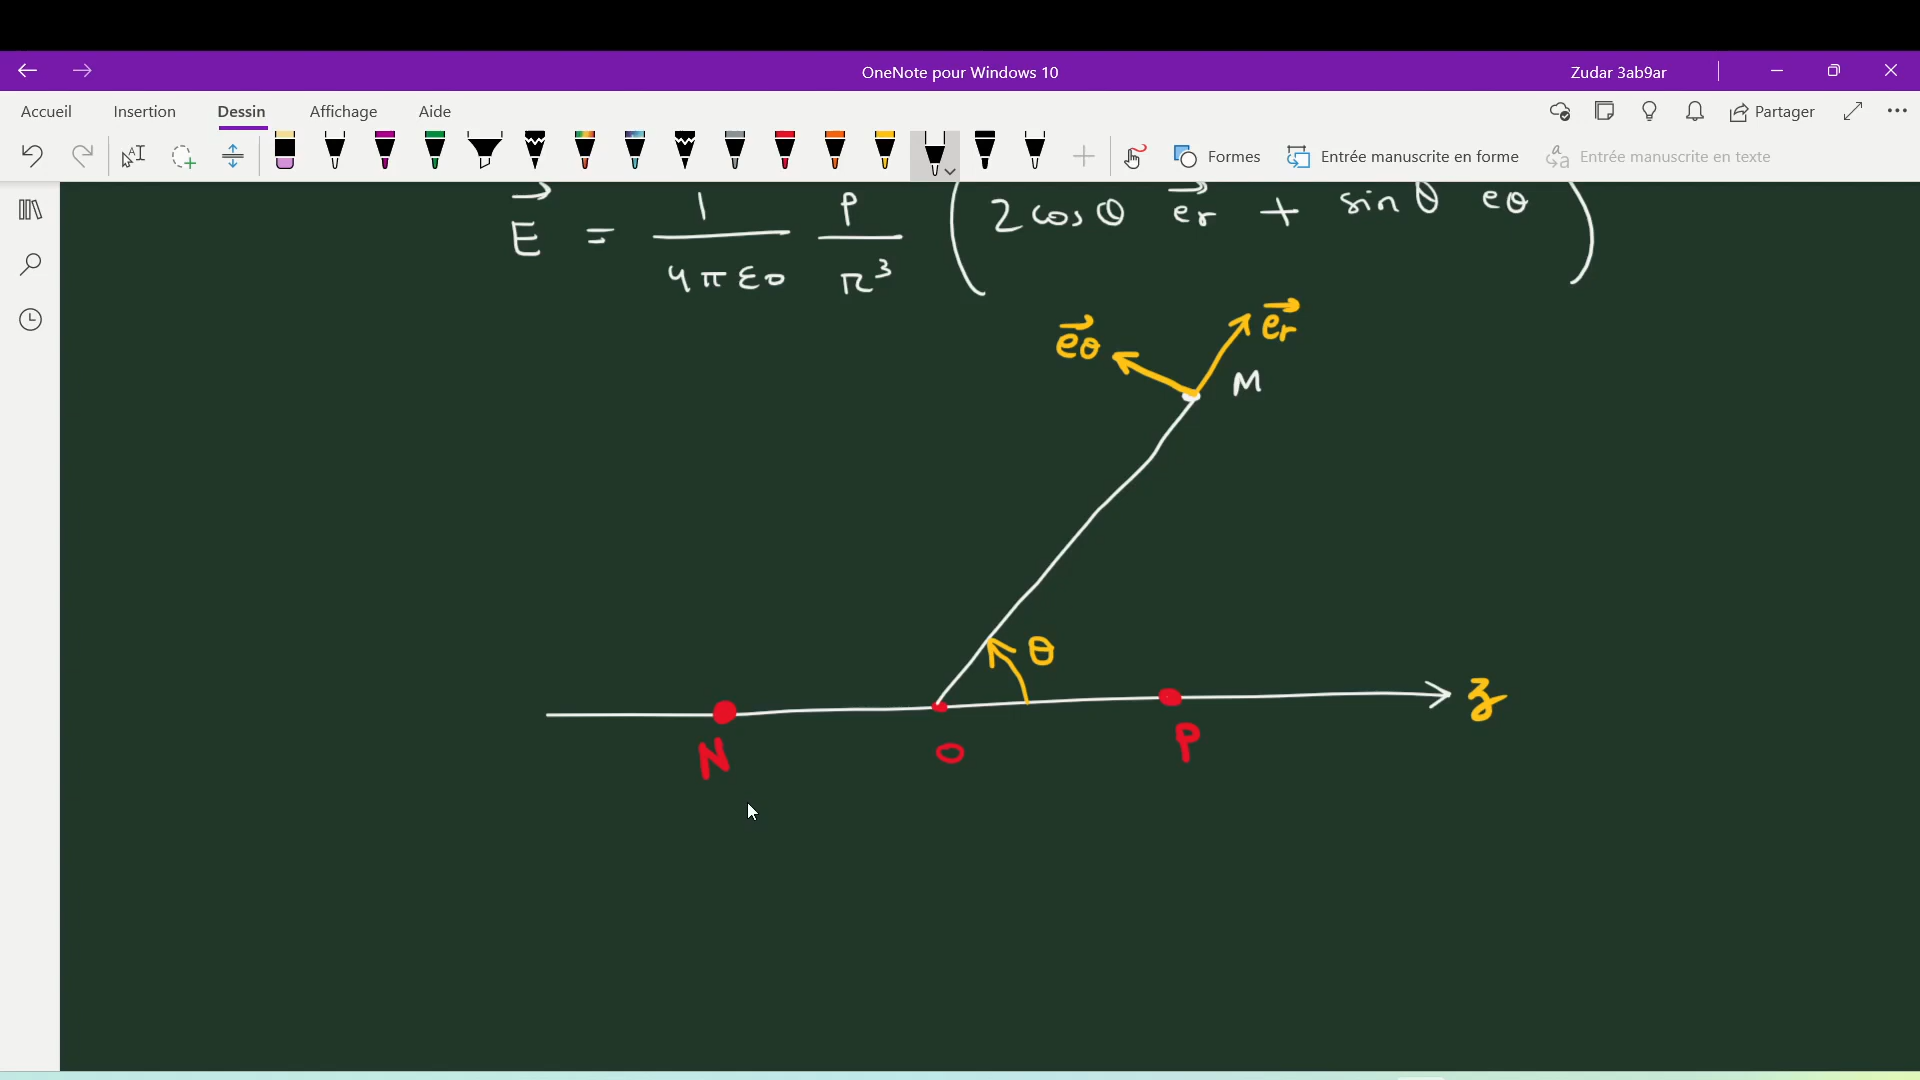 OneNote pour Windows 10
Zudar 3ab9ar
Accueil Insertion Dessin Affichage Aide
Partager
Formes Entrée manuscrite en forme Entrée manuscrite en texte
E = 1/4πε0 P/r³ (2cosθ er + sinθ eθ)
eθ
er
M
θ
z
N
O
P